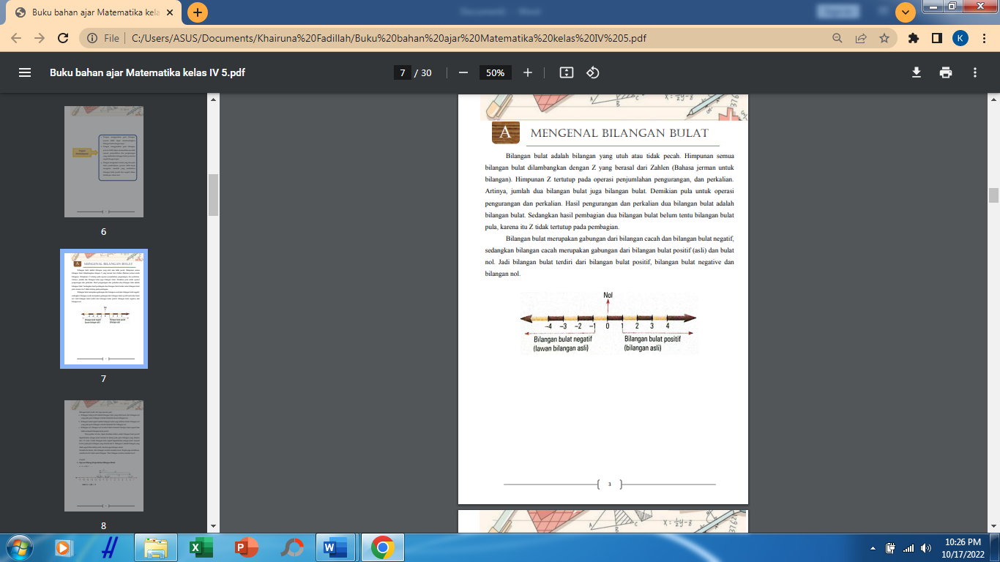 Buku bahan ajar Matematika kela
File
C:/Users/ASUS/Documents/Khairuna%20Fadillah/Buku%20bahan%20ajar%20Matematika%20kelas%20IV%205.pdf
K
Buku bahan ajar Matematika kelas IV 5.pdf
7 / 30
50%
6
7
8
A MENGENAL BILANGAN BULAT
Bilangan bulat adalah bilangan yang utuh atau tidak pecah. Himpunan semua
bilangan bulat dilambangkan dengan Z yang berasal dari Zahlen (Bahasa jerman untuk
bilangan). Himpunan Z tertutup pada operasi penjumlahan pengurangan, dan perkalian.
Artinya, jumlah dua bilangan bulat juga bilangan bulat. Demikian pula untuk operasi
pengurangan dan perkalian. Hasil pengurangan dan perkalian dua bilangan bulat adalah
bilangan bulat. Sedangkan hasil pembagian dua bilangan bulat belum tentu bilangan bulat
pula, karena itu Z tidak tertutup pada pembagian.
Bilangan bulat merupakan gabungan dari bilangan cacah dan bilangan bulat negatif,
sedangkan bilangan cacah merupakan gabungan dari bilangan bulat positif (asli) dan bulat
nol. Jadi bilangan bulat terdiri dari bilangan bulat positif, bilangan bulat negative dan
bilangan nol.
Nol
–4 –3 –2 –1 0 1 2 3 4
Bilangan bulat negatif
(lawan bilangan asli)
Bilangan bulat positif
(bilangan asli)
3
10:26 PM
10/17/2022